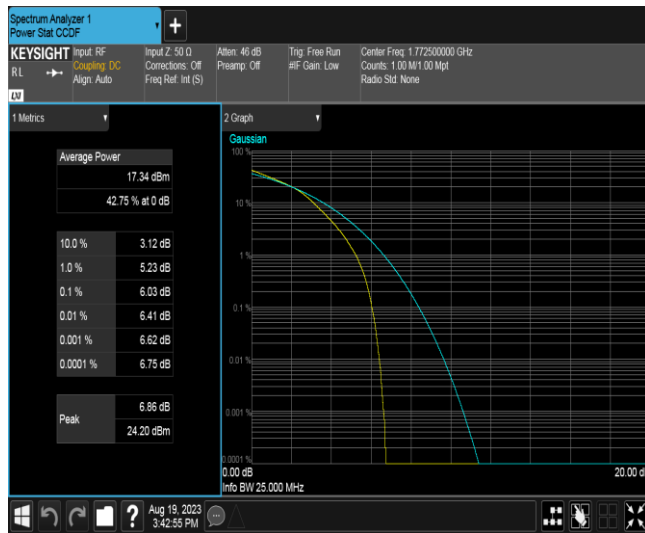 Spectrum Analyzer 1
Power Stat CCDF
+
KEYSIGHT
RL
LXI
Input: RF
Coupling: DC
Align: Auto
Input Z: 50 Ω
Corrections: Off
Freq Ref: Int (S)
Atten: 46 dB
Preamp: Off
Trig: Free Run
#IF Gain: Low
Center Freq: 1.772500000 GHz
Counts: 1.00 M/1.00 Mpt
Radio Std: None
1 Metrics
Average Power
17.34 dBm
42.75 % at 0 dB
10.0 % 3.12 dB
1.0 % 5.23 dB
0.1 % 6.03 dB
0.01 % 6.41 dB
0.001 % 6.62 dB
0.0001 % 6.75 dB
Peak
6.86 dB
24.20 dBm
2 Graph
Gaussian
100 %
10 %
1 %
0.1 %
0.01 %
0.001 %
0.0001 %
0.00 dB
20.00 d
Info BW 25.000 MHz
?
Aug 19, 2023
3:42:55 PM